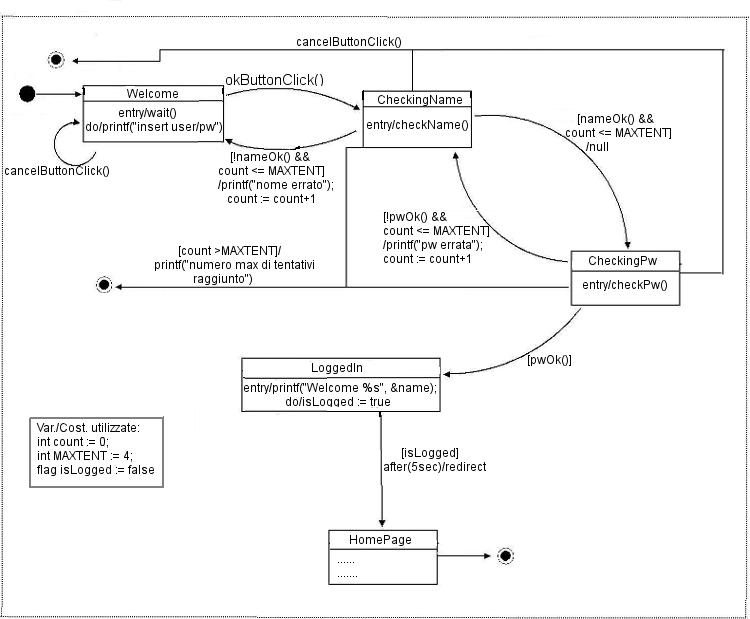 cancelButtonClick()
Welcome
entry/wait()
do/printf("insert user/pw")
okButtonClick()
CheckingName
entry/checkName()
cancelButtonClick()
[!nameOk() &&
count <= MAXTENT]
/printf("nome errato");
count := count+1
[nameOk() &&
count <= MAXTENT]
/null
[!pwOk() &&
count <= MAXTENT]
/printf("pw errata");
count := count+1
[count >MAXTENT]/
printf("numero max di tentativi
raggiunto")
CheckingPw
entry/checkPw()
[pwOk()]
LoggedIn
entry/printf("Welcome %s", &name);
do/isLogged := true
Var./Cost. utilizzate:
int count := 0;
int MAXTENT := 4;
flag isLogged := false
[isLogged]
after(5sec)/redirect
HomePage
......
.......